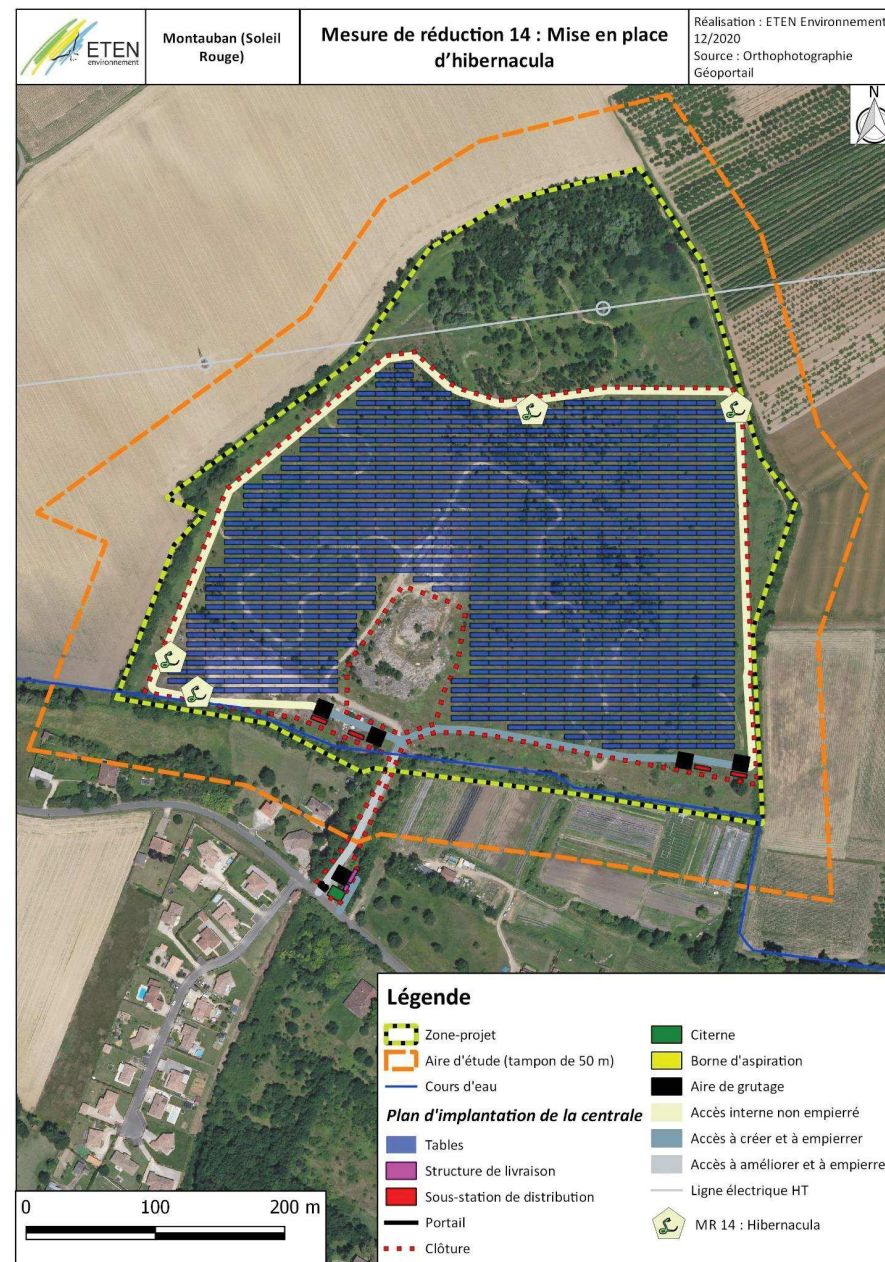 ETEN
environnement
Montauban (Soleil
Rouge)
Mesure de réduction 14 : Mise en place
d'hibernacula
Réalisation : ETEN Environnement
12/2020
Source : Orthophotographie
Géoportail
N
Légende
Zone-projet
Aire d'étude (tampon de 50 m)
Cours d'eau
Plan d'implantation de la centrale
Tables
Structure de livraison
Sous-station de distribution
Portail
Clôture
Citerne
Borne d'aspiration
Aire de grutage
Accès interne non empierré
Accès à créer et à empierrer
Accès à améliorer et à empierre
Ligne électrique HT
MR 14 : Hibernacula
0 100 200 m